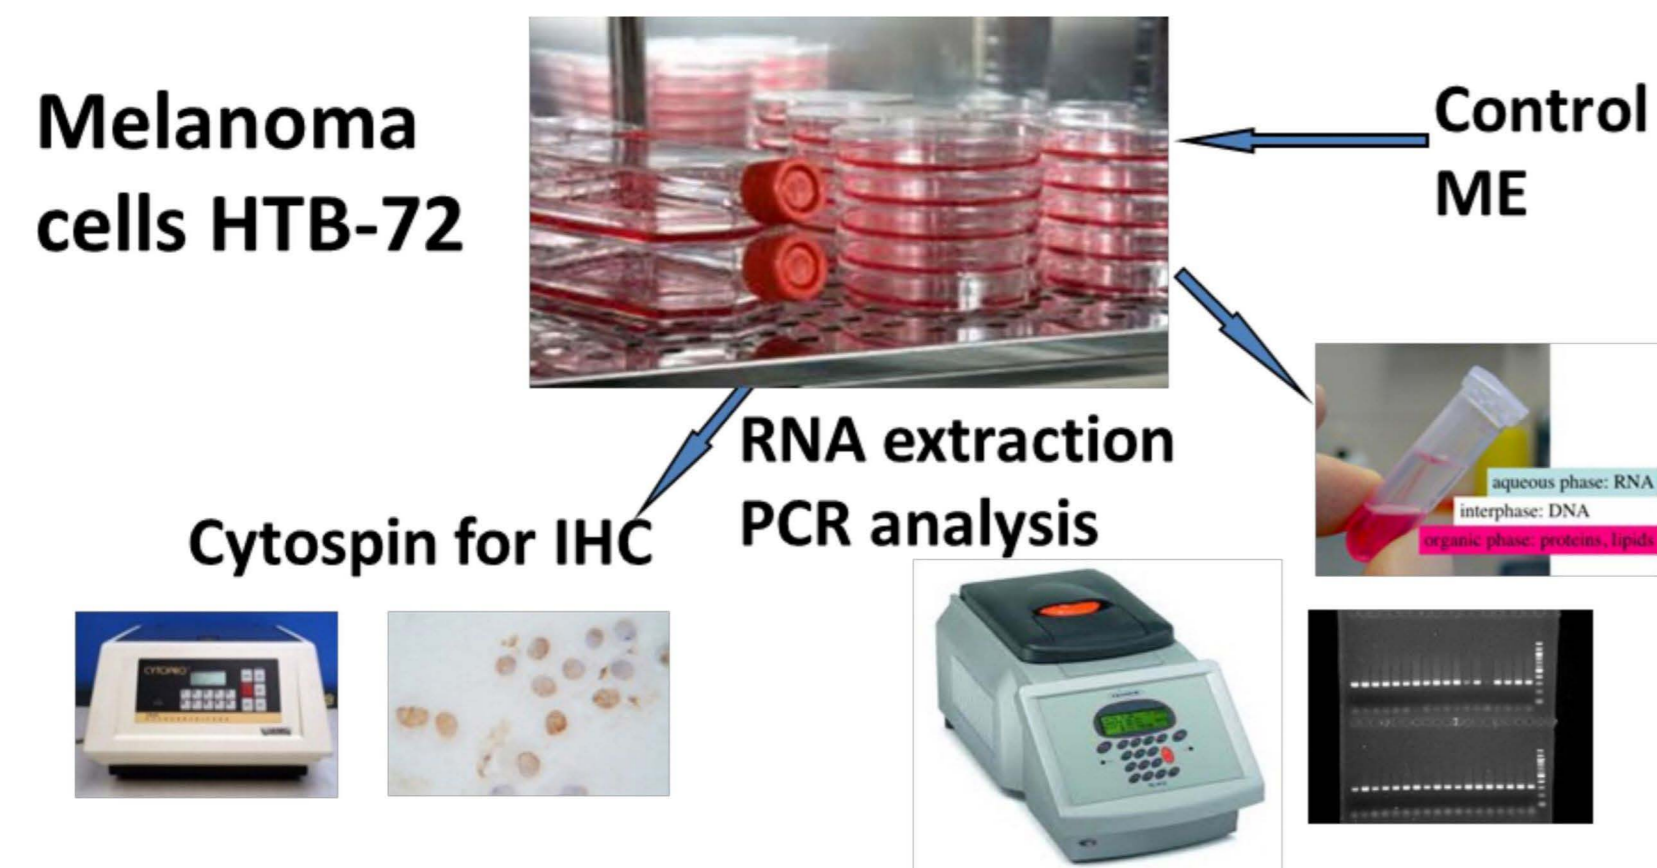 Melanoma
cells HTB-72
Control
ME
RNA extraction
PCR analysis
Cytospin for IHC
aqueous phase: RNA
interphase: DNA
organic phase: proteins, lipids
CYTOPRO